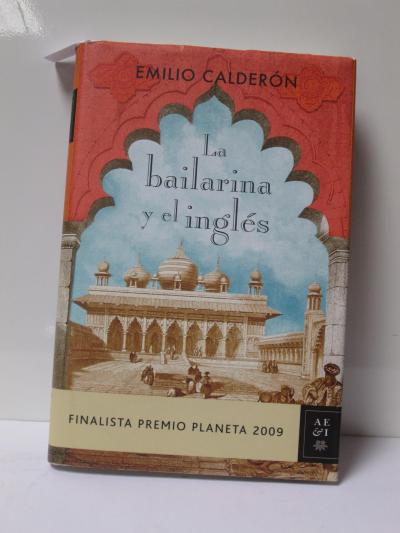 EMILIO CALDERÓN
La
bailarina
y el inglés
FINALISTA PREMIO PLANETA 2009
AE
&I